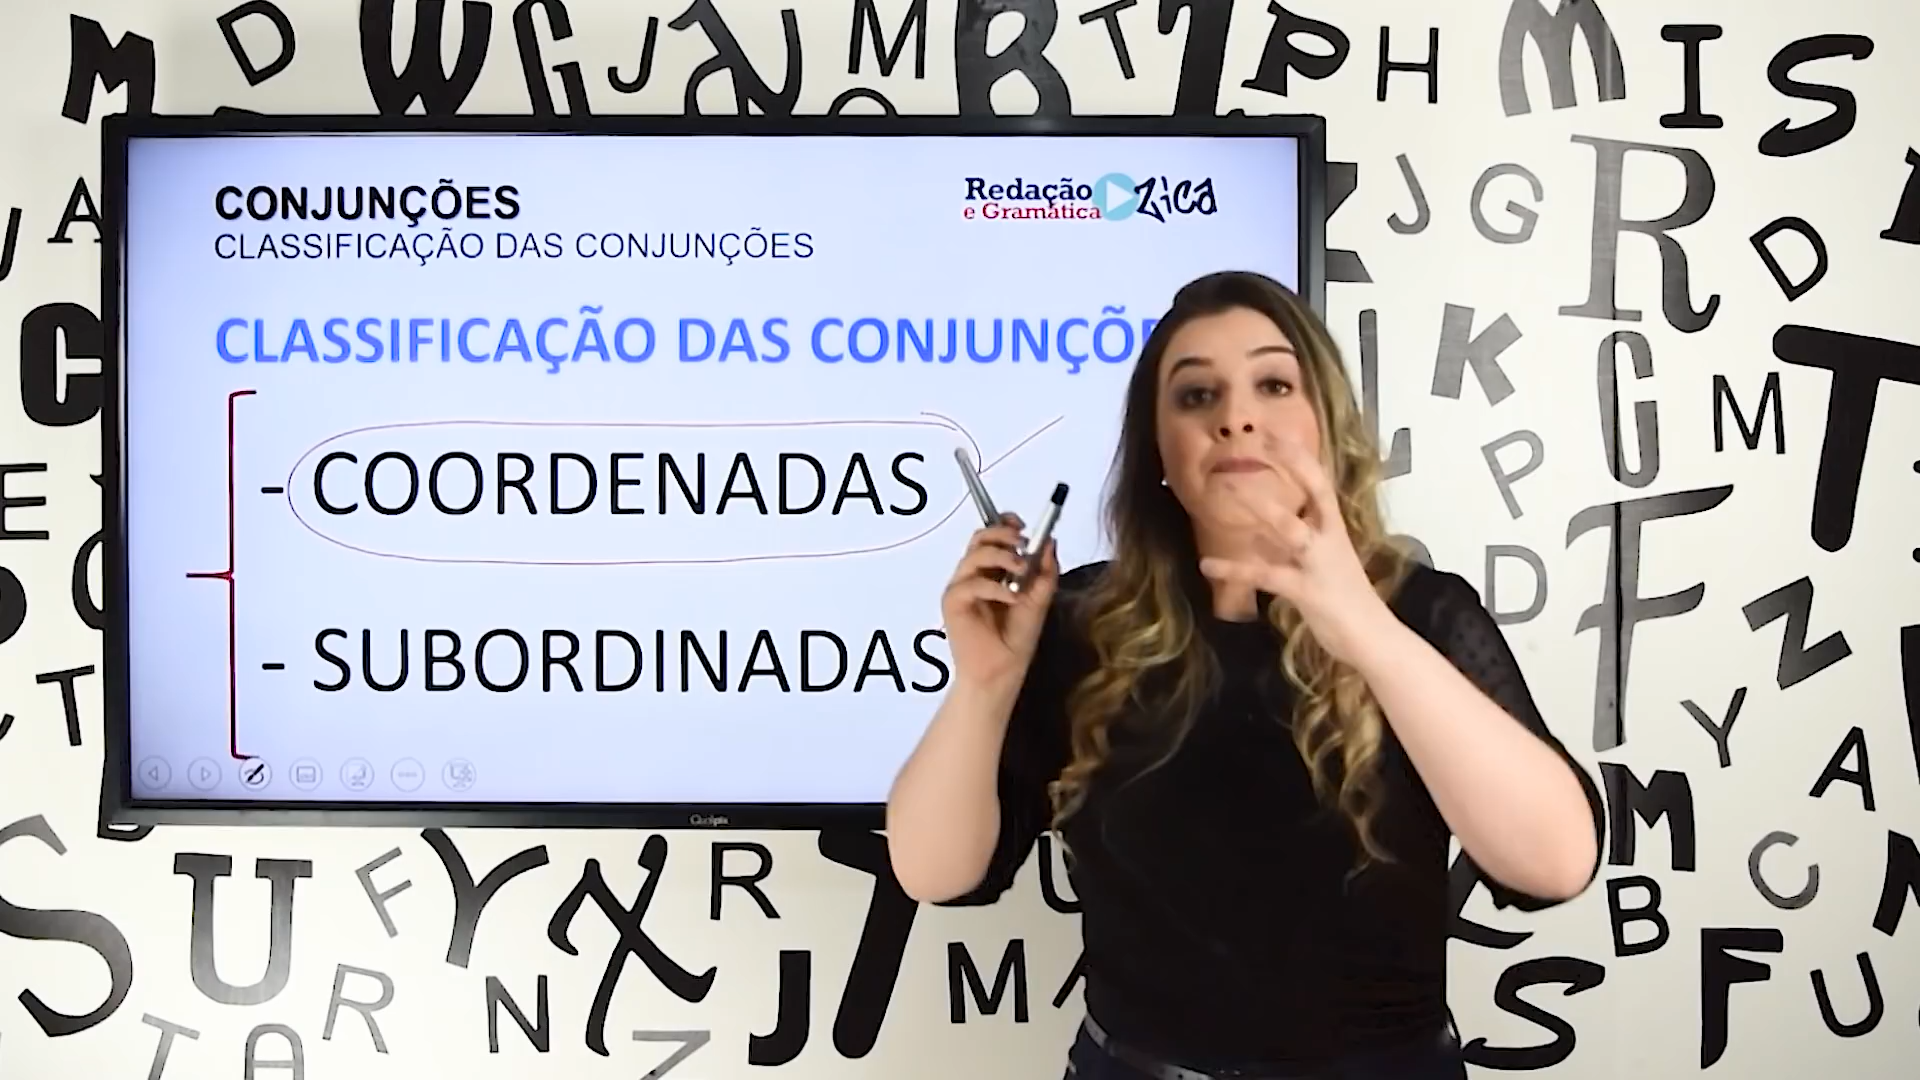 CONJUNÇÕES
CLASSIFICAÇÃO DAS CONJUNÇÕES
Redação
e Gramática
Zica
CLASSIFICAÇÃO DAS CONJUNÇÕ
- COORDENADAS
- SUBORDINADAS